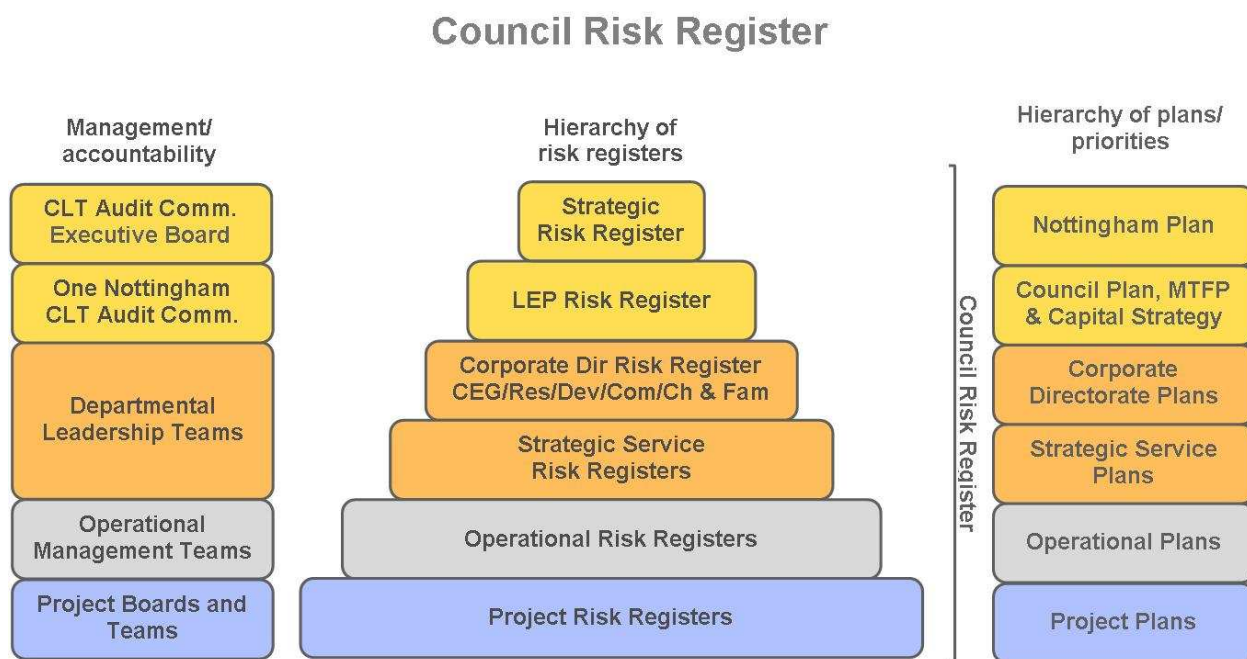 Council Risk Register
Management/
accountability
CLT Audit Comm.
Executive Board
One Nottingham
CLT Audit Comm.
Departmental
Leadership Teams
Operational
Management Teams
Project Boards and
Teams
Hierarchy of
risk registers
Strategic
Risk Register
LEP Risk Register
Corporate Dir Risk Register
CEG/Res/Dev/Com/Ch & Fam
Strategic Service
Risk Registers
Operational Risk Registers
Project Risk Registers
Council Risk Register
Hierarchy of plans/
priorities
Nottingham Plan
Council Plan, MTFP
& Capital Strategy
Corporate
Directorate Plans
Strategic Service
Plans
Operational Plans
Project Plans